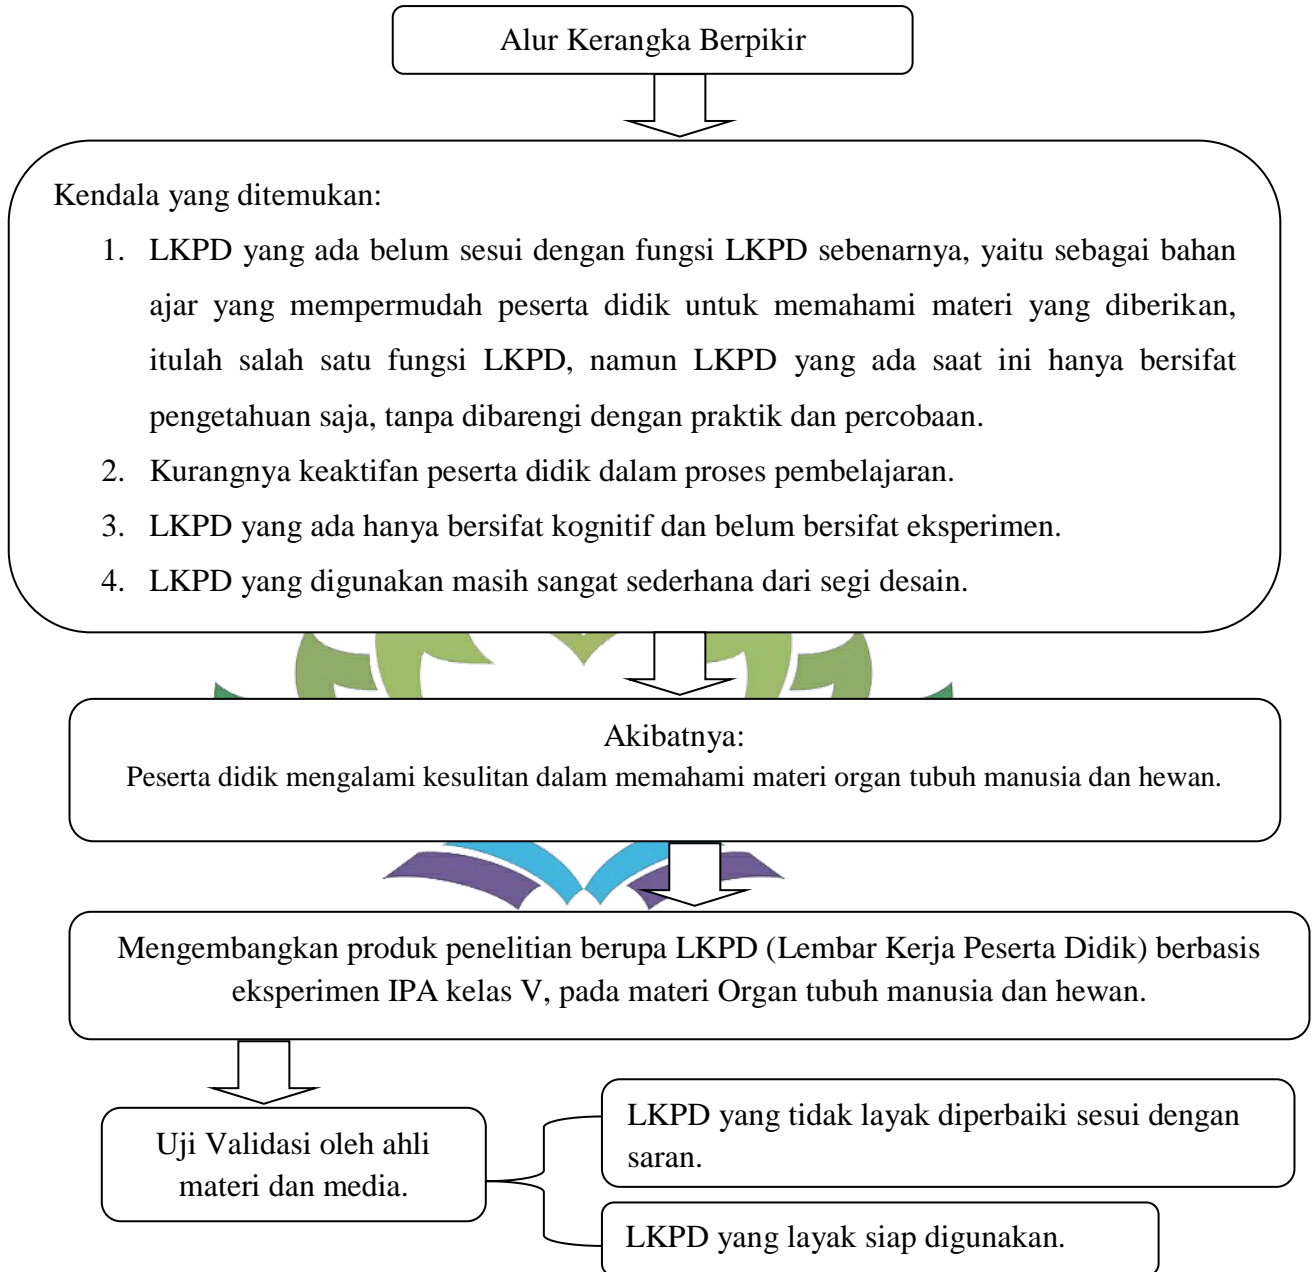 Alur Kerangka Berpikir
Kendala yang ditemukan:
1. LKPD yang ada belum sesui dengan fungsi LKPD sebenarnya, yaitu sebagai bahan
ajar yang mempermudah peserta didik untuk memahami materi yang diberikan,
itulah salah satu fungsi LKPD, namun LKPD yang ada saat ini hanya bersifat
pengetahuan saja, tanpa dibarengi dengan praktik dan percobaan.
2. Kurangnya keaktifan peserta didik dalam proses pembelajaran.
3. LKPD yang ada hanya bersifat kognitif dan belum bersifat eksperimen.
4. LKPD yang digunakan masih sangat sederhana dari segi desain.
Akibatnya:
Peserta didik mengalami kesulitan dalam memahami materi organ tubuh manusia dan hewan.
Mengembangkan produk penelitian berupa LKPD (Lembar Kerja Peserta Didik) berbasis
eksperimen IPA kelas V, pada materi Organ tubuh manusia dan hewan.
Uji Validasi oleh ahli
materi dan media.
LKPD yang tidak layak diperbaiki sesui dengan
saran.
LKPD yang layak siap digunakan.